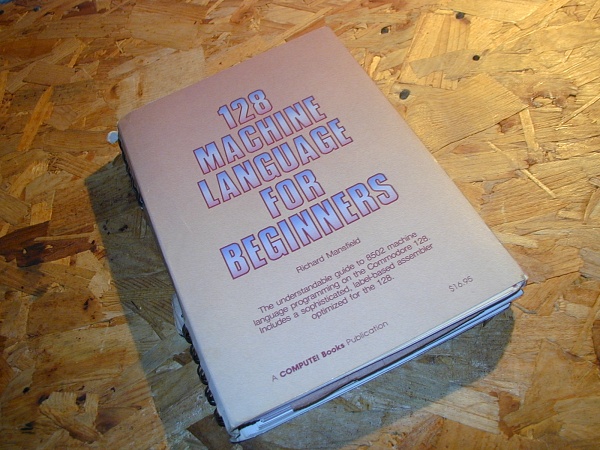 128
MACHINE
LANGUAGE
FOR
BEGINNERS
Richard Mansfield
The understandable guide to 8502 machine
language programming on the Commodore 128.
Includes a sophisticated, label-based assembler
optimized for the 128.
$16.95
A COMPUTE! Books Publication